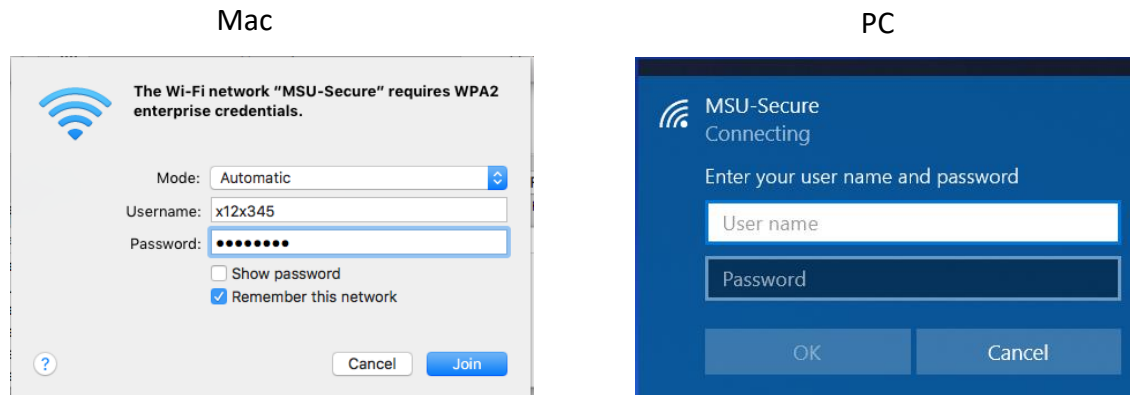 Mac
The Wi-Fi network “MSU-Secure” requires WPA2
enterprise credentials.
Mode: Automatic
Username: x12x345
Password: ••••••••
Show password
Remember this network
?
Cancel Join
PC
MSU-Secure
Connecting
Enter your user name and password
User name
Password
OK Cancel